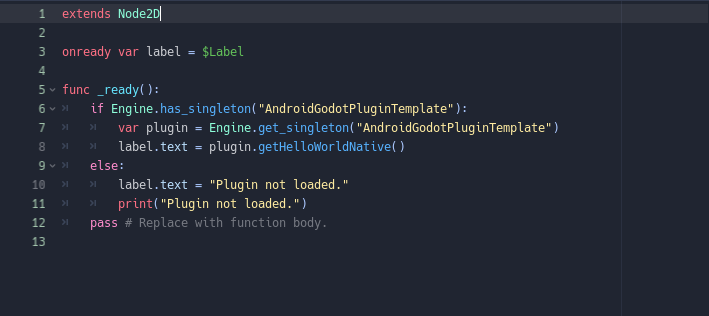 1 extends Node2D
2
3 onready var label = $Label
4
5 func _ready():
6 if Engine.has_singleton("AndroidGodotPluginTemplate"):
7 var plugin = Engine.get_singleton("AndroidGodotPluginTemplate")
8 label.text = plugin.getHelloWorldNative()
9 else:
10 label.text = "Plugin not loaded."
11 print("Plugin not loaded.")
12 pass # Replace with function body.
13